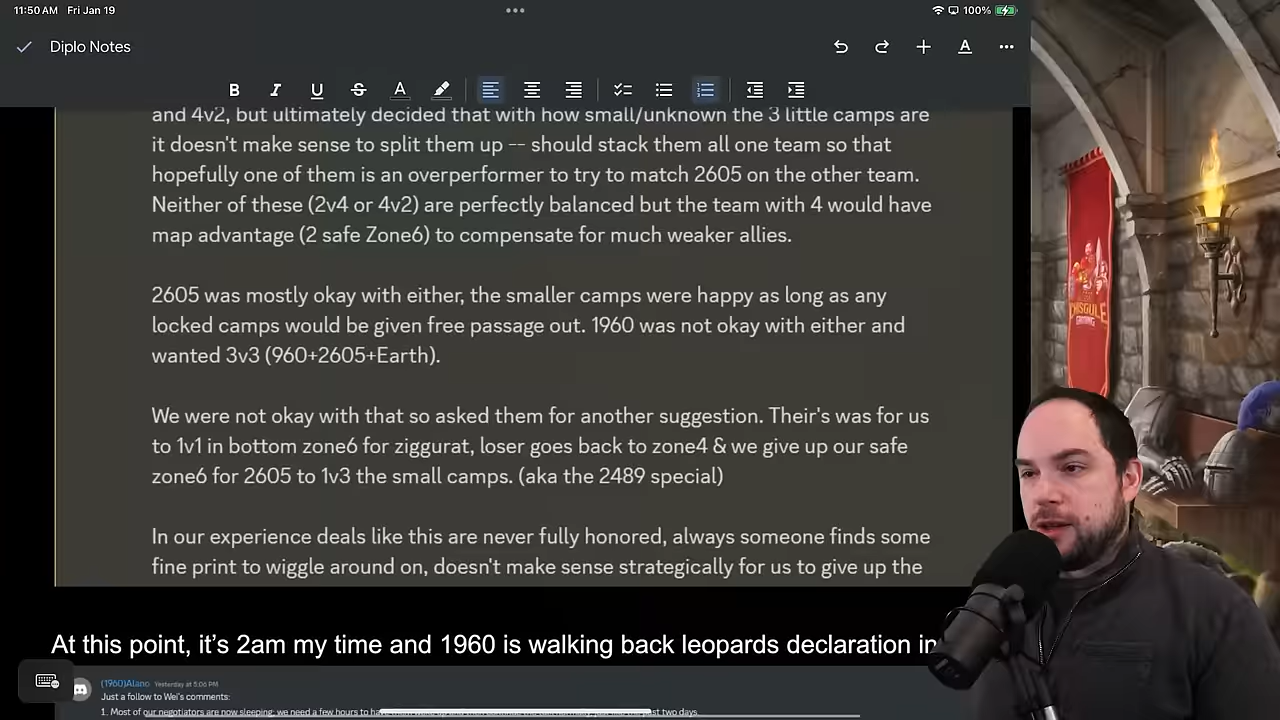 11:50 AM Fri Jan 19
100%
Diplo Notes
B I U S A
and 4v2, but ultimately decided that with how small/unknown the 3 little camps are
it doesn't make sense to split them up -- should stack them all one team so that
hopefully one of them is an overperformer to try to match 2605 on the other team.
Neither of these (2v4 or 4v2) are perfectly balanced but the team with 4 would have
map advantage (2 safe Zone6) to compensate for much weaker allies.
2605 was mostly okay with either, the smaller camps were happy as long as any
locked camps would be given free passage out. 1960 was not okay with either and
wanted 3v3 (960+2605+Earth).
We were not okay with that so asked them for another suggestion. Their's was for us
to 1v1 in bottom zone6 for ziggurat, loser goes back to zone4 & we give up our safe
zone6 for 2605 to 1v3 the small camps. (aka the 2489 special)
In our experience deals like this are never fully honored, always someone finds some
fine print to wiggle around on, doesn't make sense strategically for us to give up the
At this point, it's 2am my time and 1960 is walking back leopards declaration in
(1960)Alano Yesterday at 5:06 PM
Just a follow to Wei's comments:
1. Most of our negotiators are now sleeping; we need a few hours to
CHISGULE
GAMING